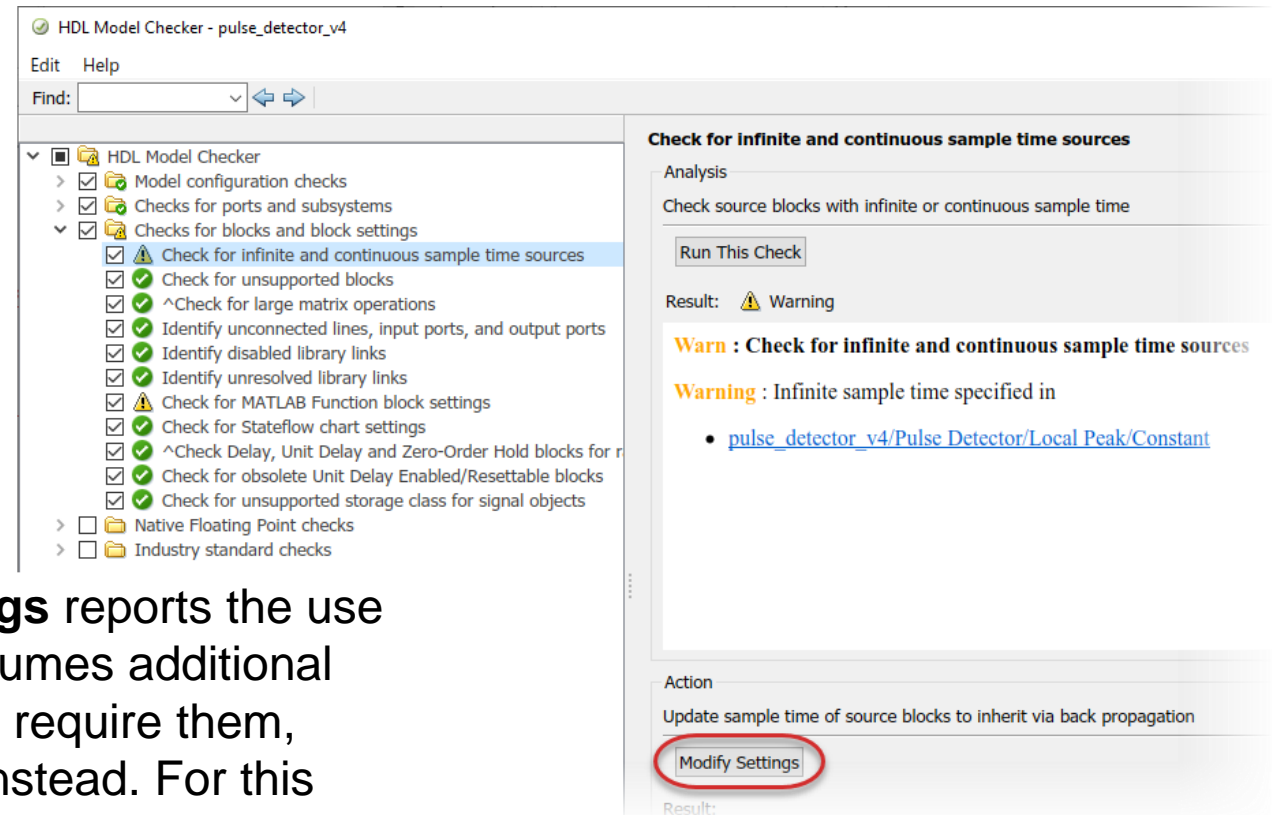 HDL Model Checker - pulse_detector_v4
Edit Help
Find:
HDL Model Checker
Model configuration checks
Checks for ports and subsystems
Checks for blocks and block settings
Check for infinite and continuous sample time sources
Check for unsupported blocks
^Check for large matrix operations
Identify unconnected lines, input ports, and output ports
Identify disabled library links
Identify unresolved library links
Check for MATLAB Function block settings
Check for Stateflow chart settings
^Check Delay, Unit Delay and Zero-Order Hold blocks for r
Check for obsolete Unit Delay Enabled/Resettable blocks
Check for unsupported storage class for signal objects
Native Floating Point checks
Industry standard checks
Check for infinite and continuous sample time sources
Analysis
Check source blocks with infinite or continuous sample time
Run This Check
Result: Warning
Warn : Check for infinite and continuous sample time sources
Warning : Infinite sample time specified in
• pulse_detector_v4/Pulse Detector/Local Peak/Constant
Action
Update sample time of source blocks to inherit via back propagation
Modify Settings
Result:
gs reports the use
umes additional
require them,
nstead. For this